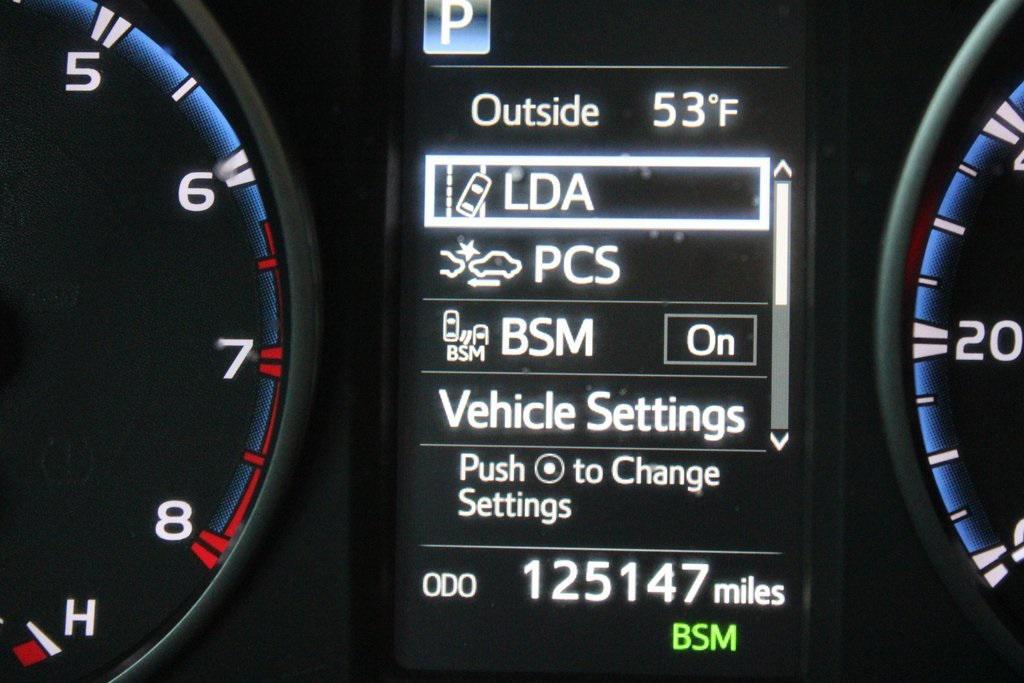 P
Outside 53°F
LDA
PCS
BSM BSM On
Vehicle Settings
Push to Change
Settings
ODO 125147 miles
BSM
5
6
7
8
H
20